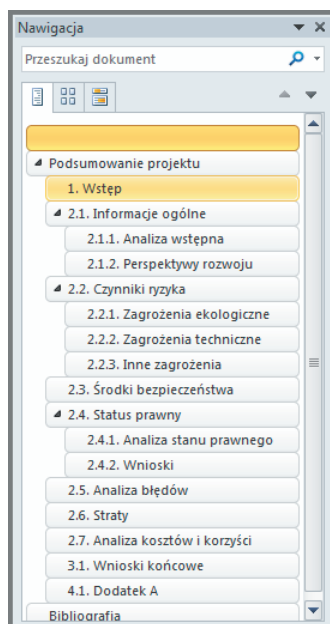 Nawigacja
Przeszukaj dokument
Podsumowanie projektu
1. Wstęp
2.1. Informacje ogólne
2.1.1. Analiza wstępna
2.1.2. Perspektywy rozwoju
2.2. Czynniki ryzyka
2.2.1. Zagrożenia ekologiczne
2.2.2. Zagrożenia techniczne
2.2.3. Inne zagrożenia
2.3. Środki bezpieczeństwa
2.4. Status prawny
2.4.1. Analiza stanu prawnego
2.4.2. Wnioski
2.5. Analiza błędów
2.6. Straty
2.7. Analiza kosztów i korzyści
3.1. Wnioski końcowe
4.1. Dodatek A
Bibliografia